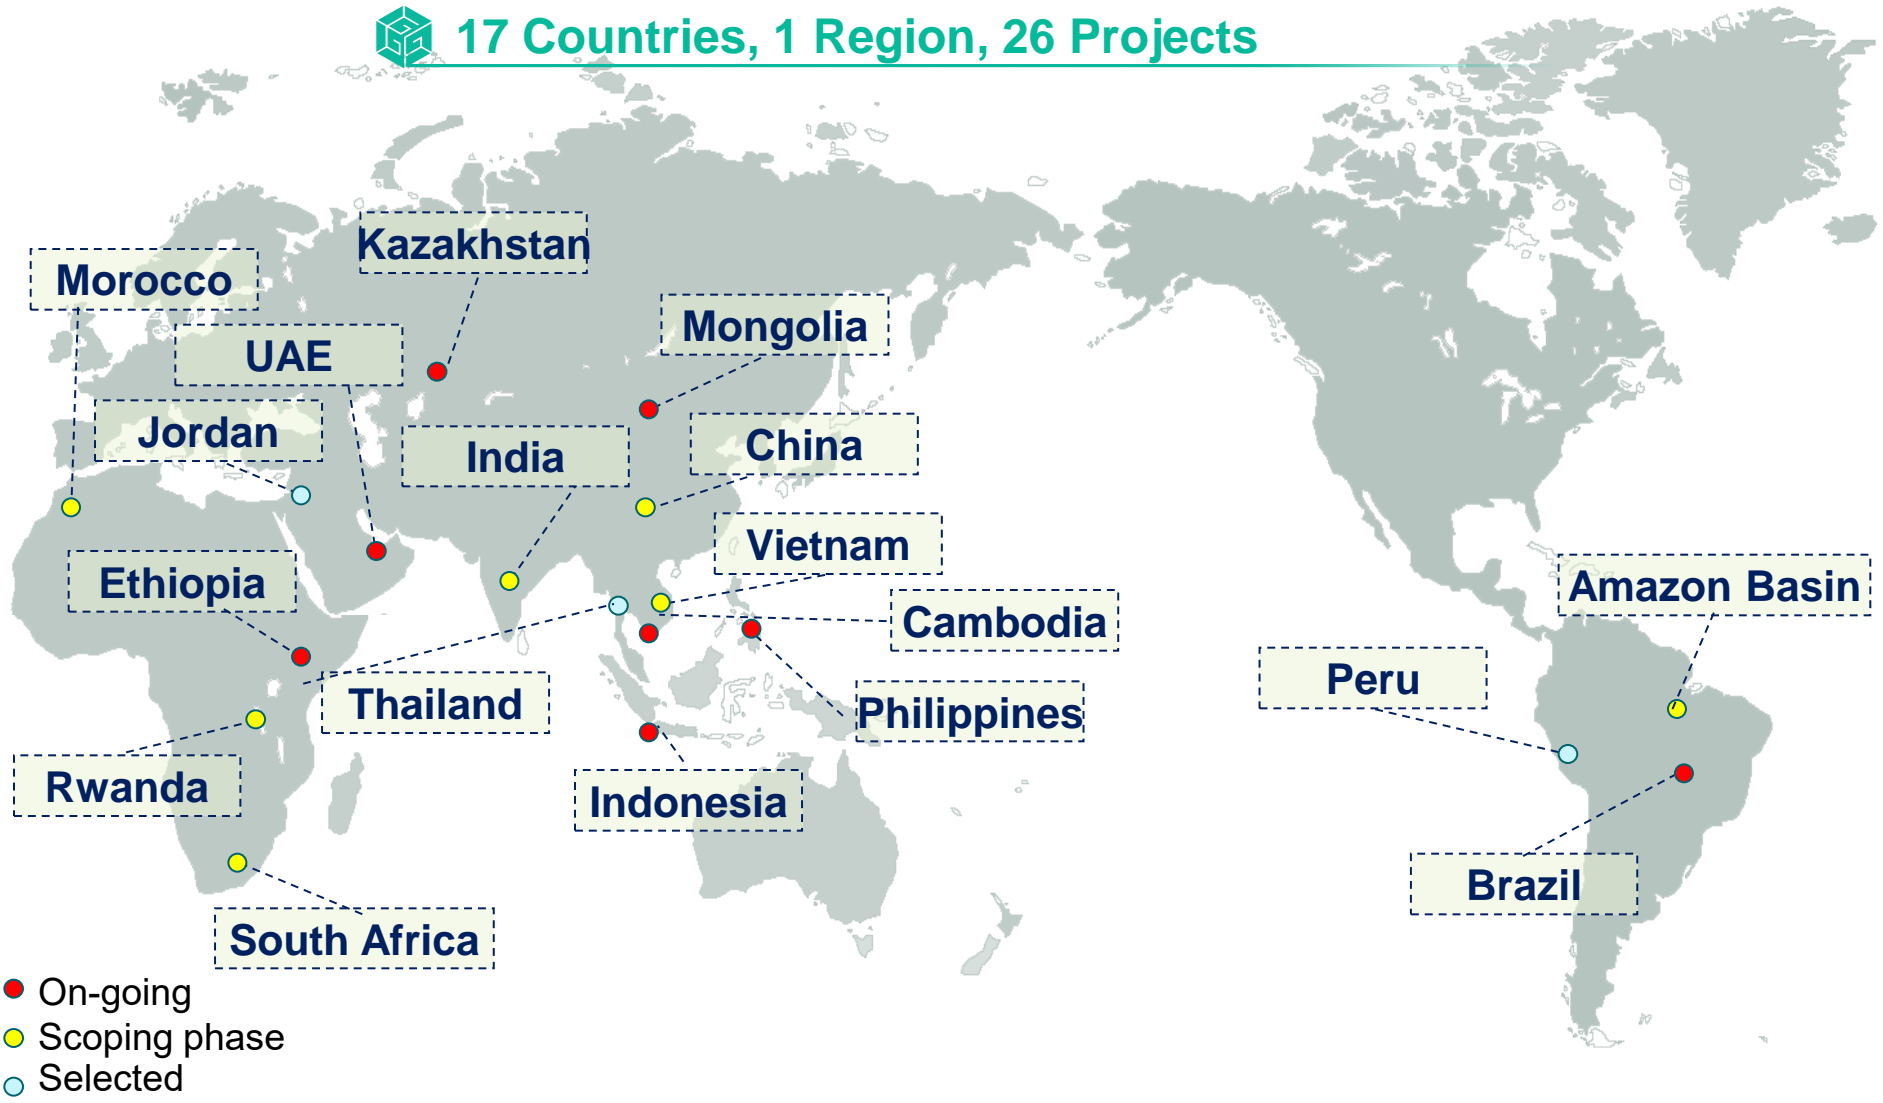 17 Countries, 1 Region, 26 Projects
Kazakhstan
Morocco
Mongolia
UAE
Jordan
India
China
Vietnam
Ethiopia
Amazon Basin
Cambodia
Peru
Thailand
Philippines
Rwanda
Indonesia
Brazil
South Africa
On-going
Scoping phase
Selected